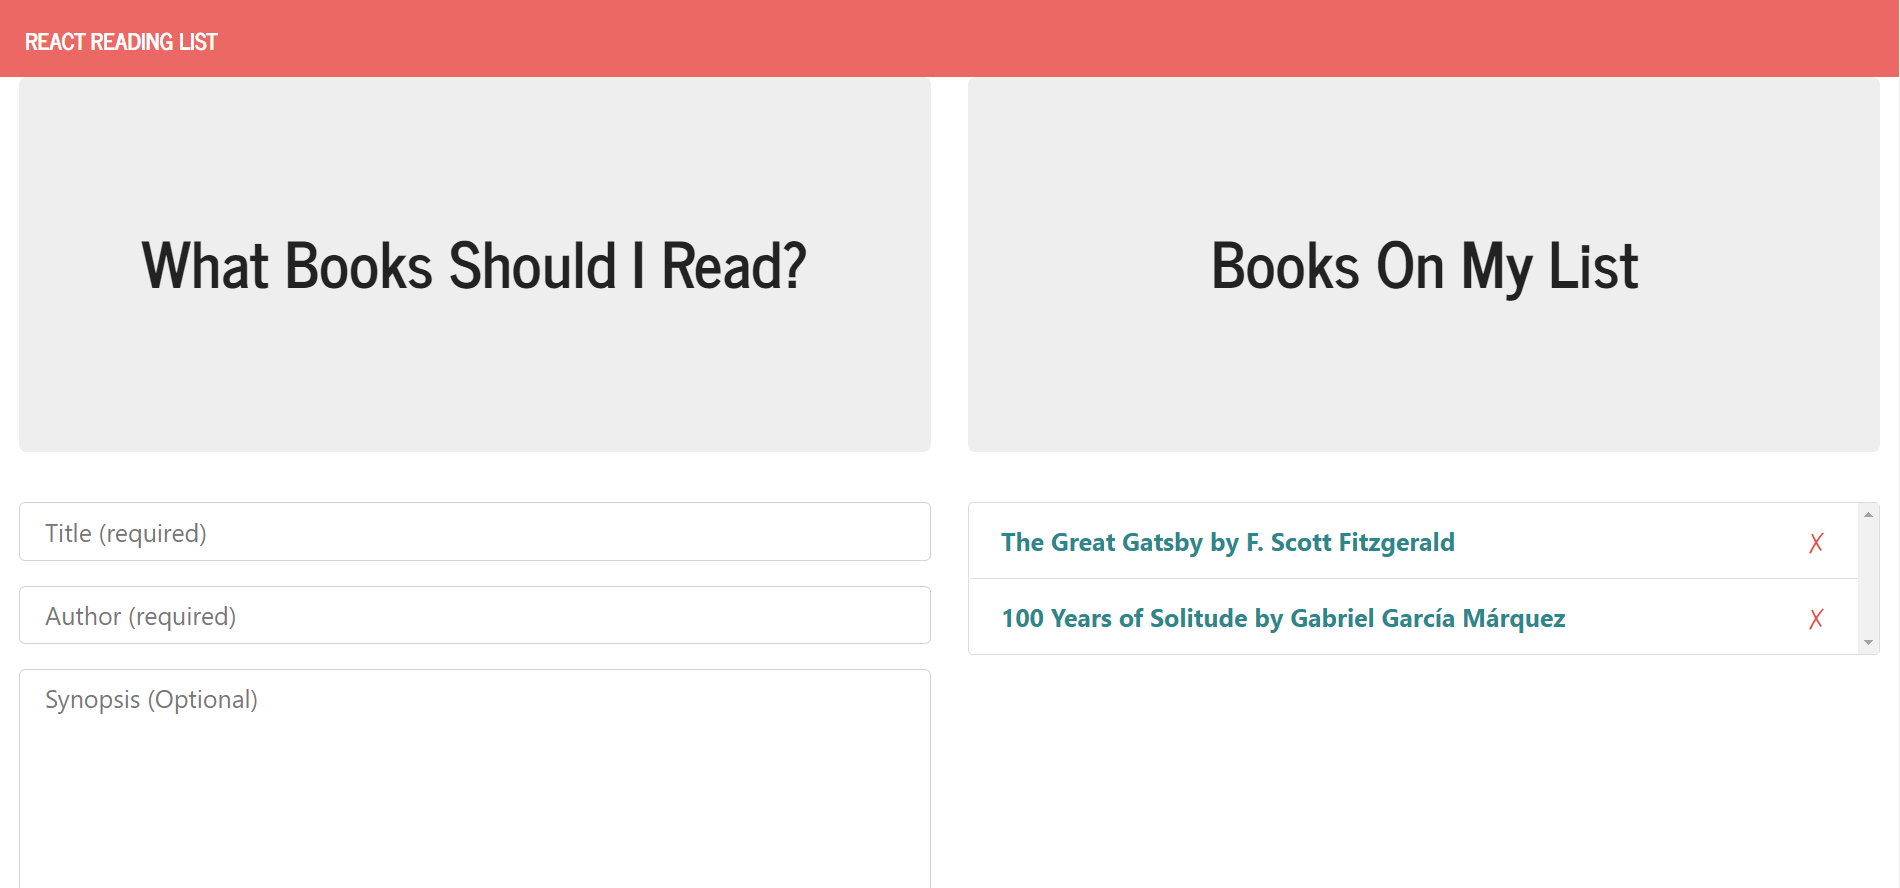 REACT READING LIST
What Books Should I Read?
Books On My List
Title (required)
Author (required)
Synopsis (Optional)
The Great Gatsby by F. Scott Fitzgerald
✗
100 Years of Solitude by Gabriel García Márquez
✗